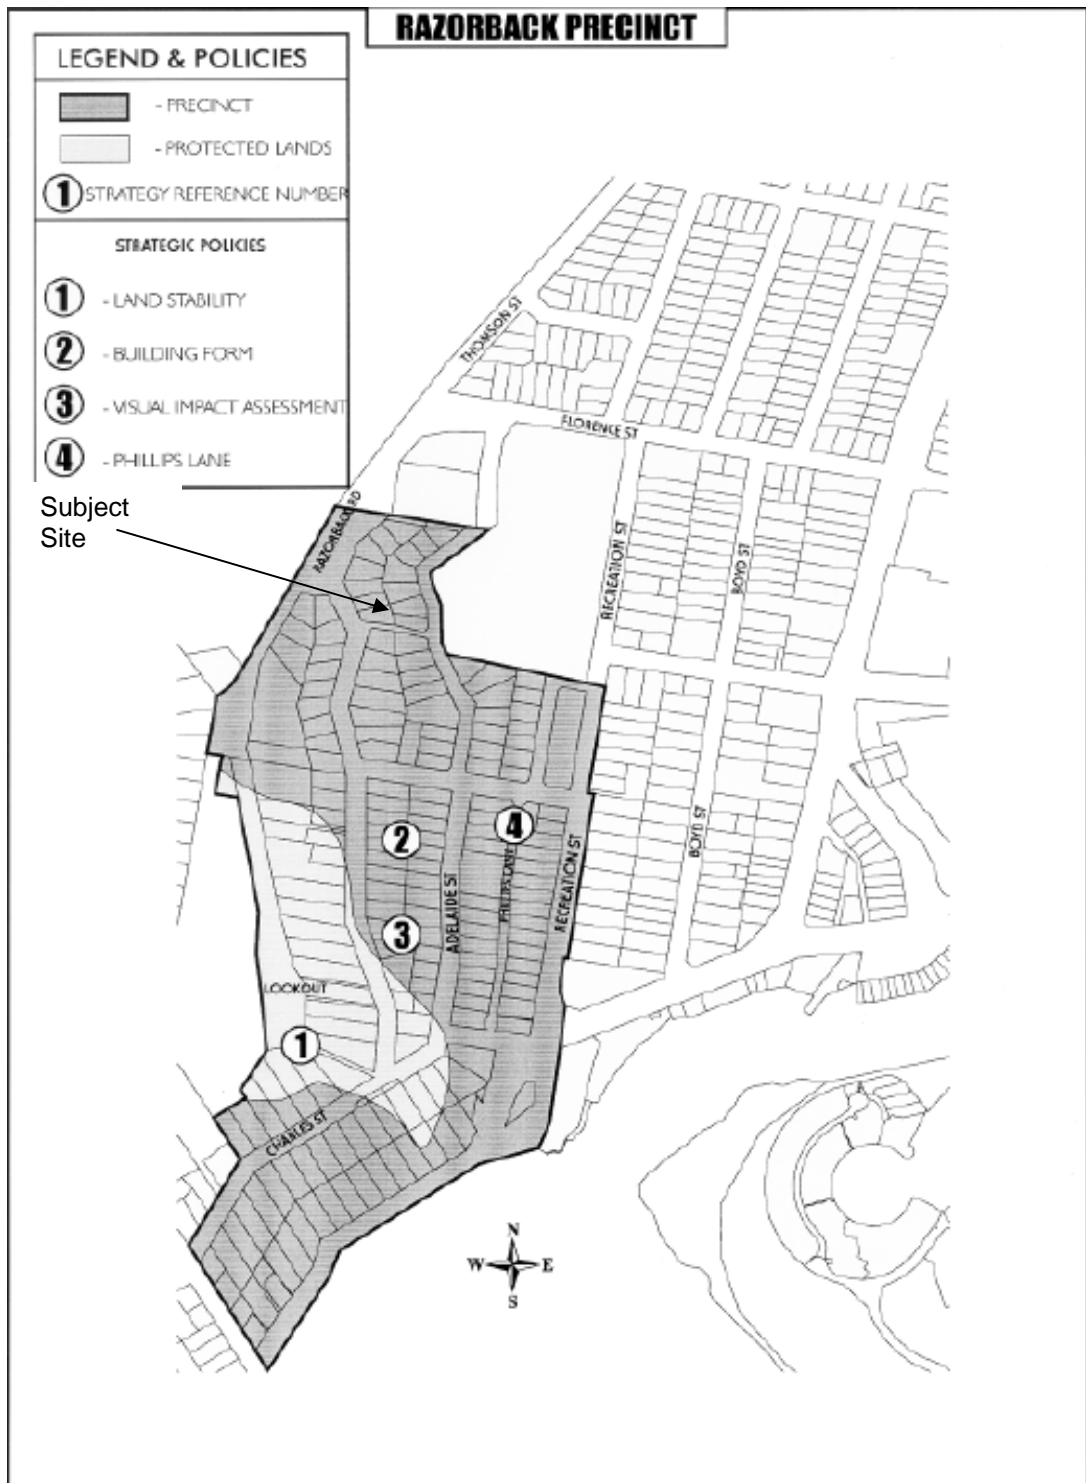 RAZORBACK PRECINCT
LEGEND & POLICIES
- PRECINCT
- PROTECTED LANDS
1 STRATEGY REFERENCE NUMBER
STRATEGIC POLICIES
1 - LAND STABILITY
2 - BUILDING FORM
3 - VISUAL IMPACT ASSESSMENT
4 - PHILLIPS LANE
Subject
Site
THOMSON ST
FLORENCE ST
RAZORBACK RD
RECREATION ST
BOYD ST
2
4
BOYD ST
3
ADELAIDE ST
PHILLIPS LANE
RECREATION ST
LOOKOUT
1
CHARLES ST
N
W E
S